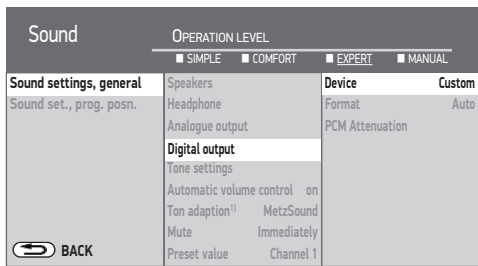 Sound
OPERATION LEVEL
■ SIMPLE ■ COMFORT ■ EXPERT ■ MANUAL
Sound settings, general
Sound set., prog. posn.
BACK
Speakers
Headphone
Analogue output
Digital output
Tone settings
Automatic volume control on
Ton adaption1) MetzSound
Mute Immediately
Preset value Channel 1
Device Custom
Format Auto
PCM Attenuation